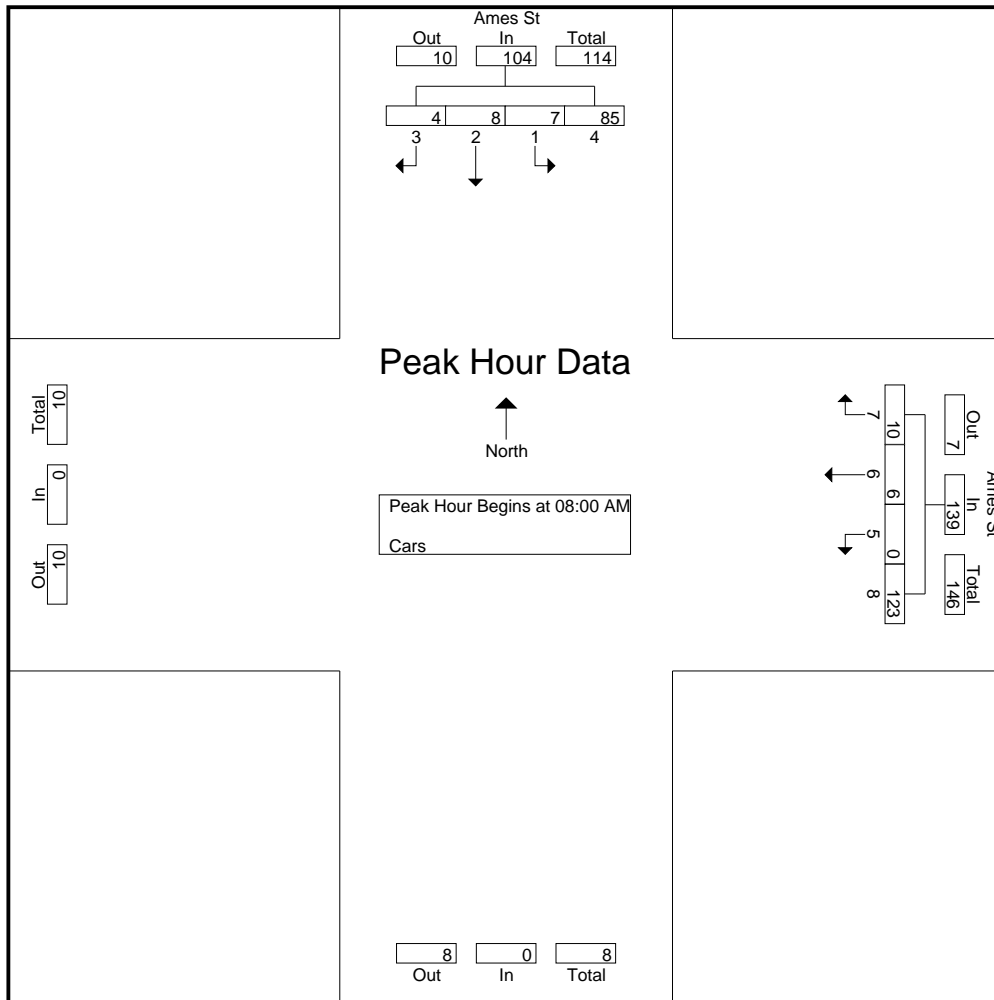 Ames St
Out In Total
10 104 114
4 8 7 85
3 2 1 4
Peak Hour Data
North
Peak Hour Begins at 08:00 AM
Cars
Total In Out
10 0 10
Ames St
Out In Total
7 139 146
10 6 0 123
7 6 5 8
8 0 8
Out In Total